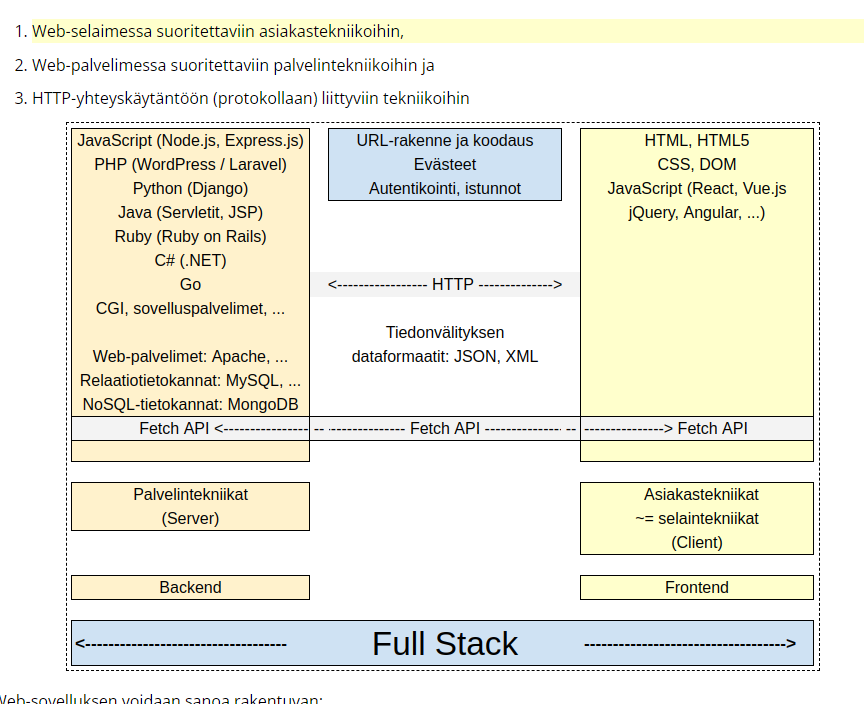 1. Web-selaimessa suoritettaviin asiakastekniikoihin,
2. Web-palvelimessa suoritettaviin palvelintekniikoihin ja
3. HTTP-yhteyskäytäntöön (protokollaan) liittyviin tekniikoihin
JavaScript (Node.js, Express.js)
PHP (WordPress / Laravel)
Python (Django)
Java (Servletit, JSP)
Ruby (Ruby on Rails)
C# (.NET)
Go
CGI, sovelluspalvelimet, ...
Web-palvelimet: Apache, ...
Relaatiotietokannat: MySQL, ...
NoSQL-tietokannat: MongoDB
URL-rakenne ja koodaus
Evästeet
Autentikointi, istunnot
<----------------- HTTP -------------->
Tiedonvälityksen
dataformaatit: JSON, XML
HTML, HTML5
CSS, DOM
JavaScript (React, Vue.js
jQuery, Angular, ...)
Fetch API <---------------- -- --------------- Fetch API --------------- -- ---------------> Fetch API
Palvelintekniikat
(Server)
Asiakastekniikat
~= selaintekniikat
(Client)
Backend
Frontend
<----------------------------------- Full Stack ----------------------------------->
Web-sovelluksen voidaan sanoa rakentuvan: